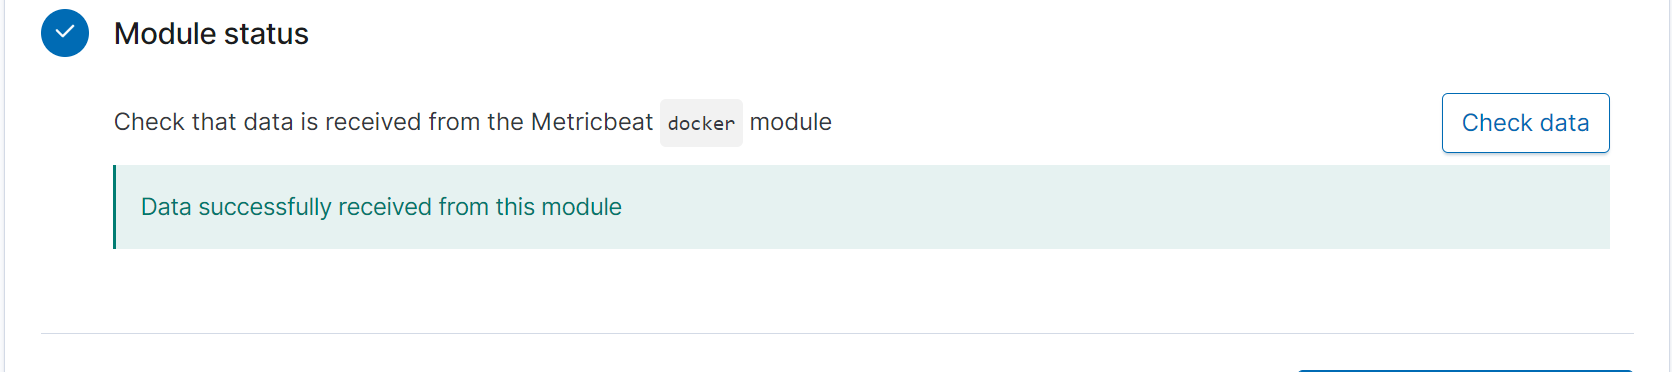 Module status
Check that data is received from the Metricbeat docker module
Check data
Data successfully received from this module